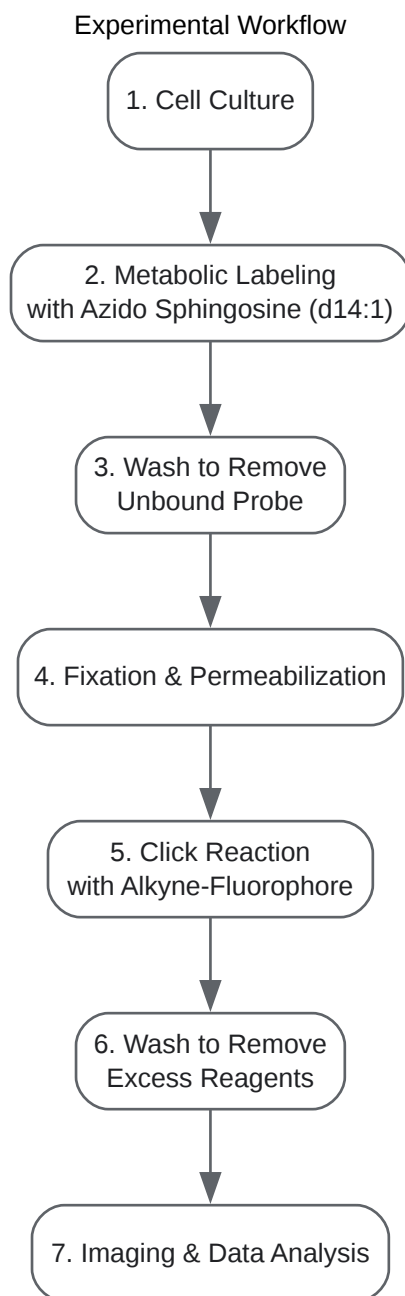 Experimental Workflow
1. Cell Culture
2. Metabolic Labeling
with Azido Sphingosine (d14:1)
3. Wash to Remove
Unbound Probe
4. Fixation & Permeabilization
5. Click Reaction
with Alkyne-Fluorophore
6. Wash to Remove
Excess Reagents
7. Imaging & Data Analysis